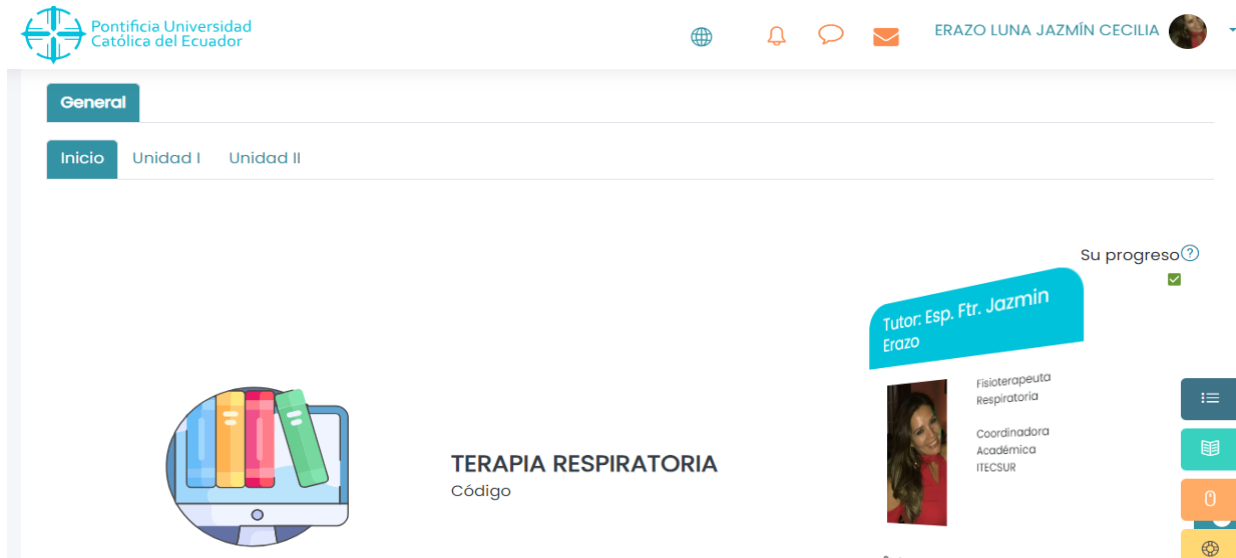 Pontificia Universidad
Católica del Ecuador
ERAZO LUNA JAZMÍN CECILIA
General
Inicio Unidad I Unidad II
Su progreso
Tutor: Esp. Ftr. Jazmin
Erazo
Fisioterapeuta
Respiratoria
Coordinadora
Académica
ITECSUR
TERAPIA RESPIRATORIA
Código